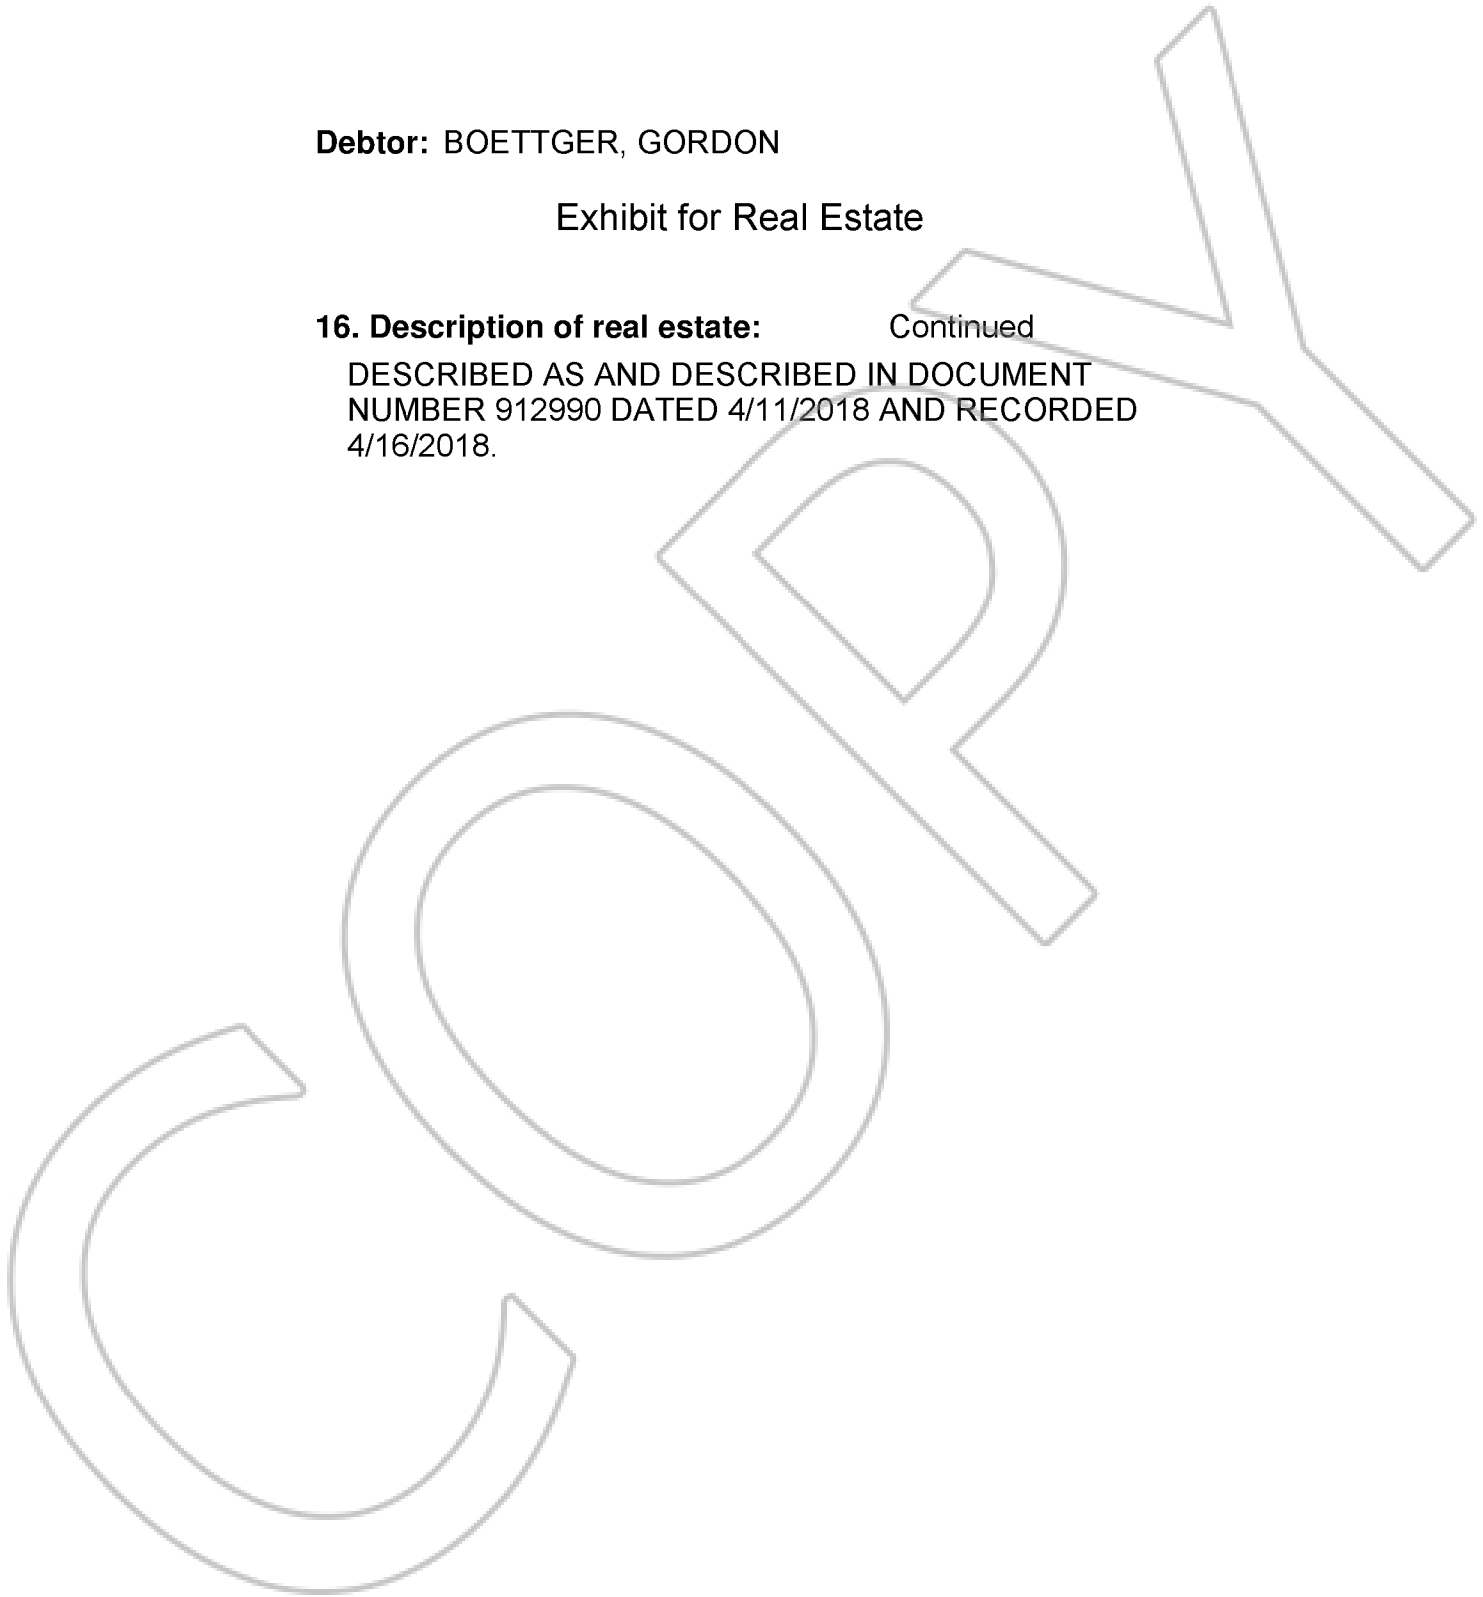 Debtor: BOETTGER, GORDON
Exhibit for Real Estate
16. Description of real estate: Continued
DESCRIBED AS AND DESCRIBED IN DOCUMENT
NUMBER 912990 DATED 4/11/2018 AND RECORDED
4/16/2018.
COPY